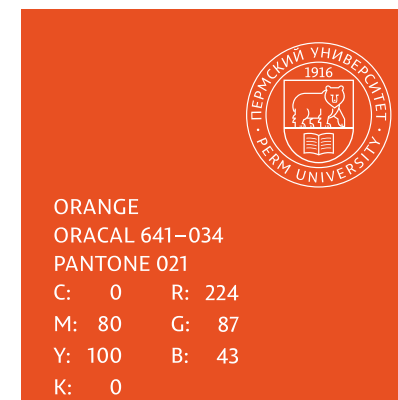 ПЕРМСКИЙ УНИВЕРСИТЕТ
1916
PERM UNIVERSITY
ORANGE
ORACAL 641–034
PANTONE 021
C: 0 R: 224
M: 80 G: 87
Y: 100 B: 43
K: 0